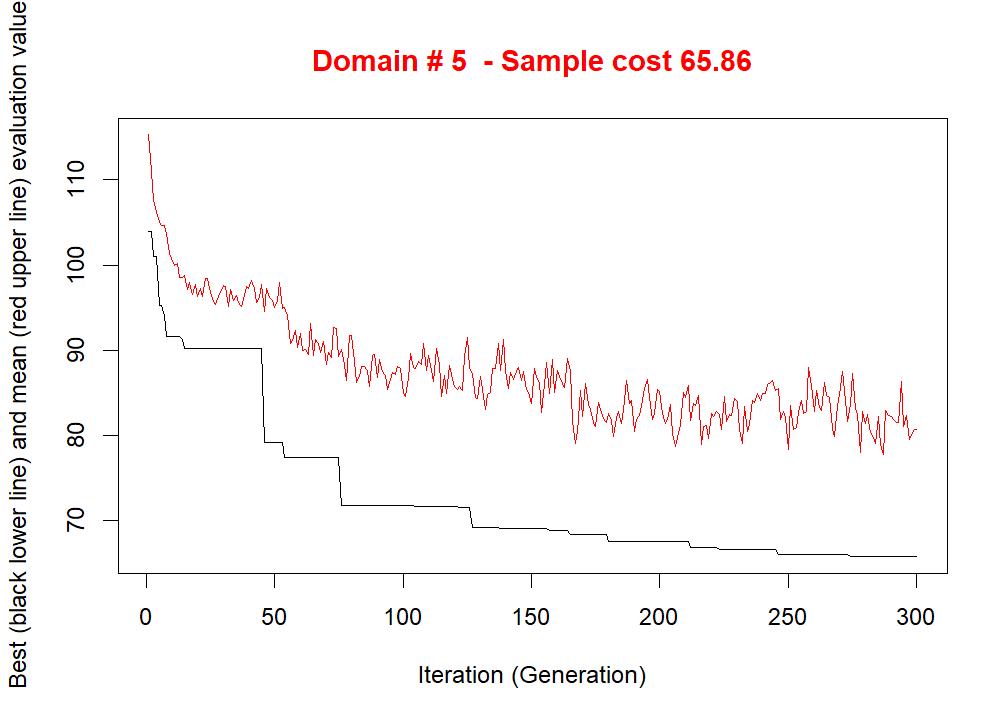 Domain # 5  - Sample cost 65.86
Best (black lower line) and mean (red upper line) evaluation value
110
100
90
80
70
0 50 100 150 200 250 300
Iteration (Generation)